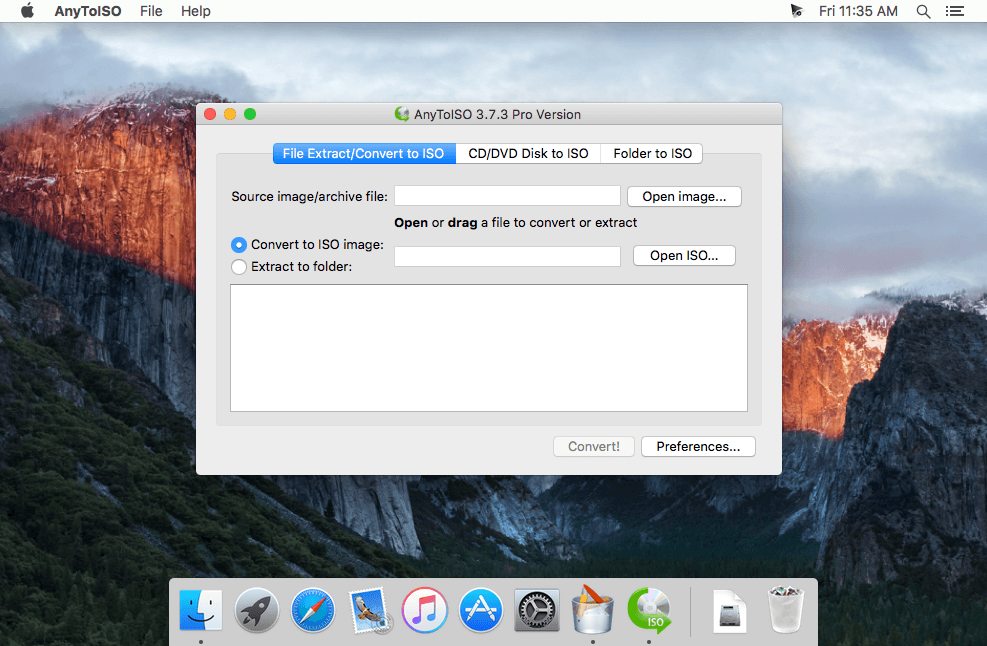 AnyToISO File Help Fri 11:35 AM
AnyToISO 3.7.3 Pro Version
File Extract/Convert to ISO CD/DVD Disk to ISO Folder to ISO
Source image/archive file: Open image...
Open or drag a file to convert or extract
Convert to ISO image: Open ISO...
Extract to folder:
Convert! Preferences...
ISO